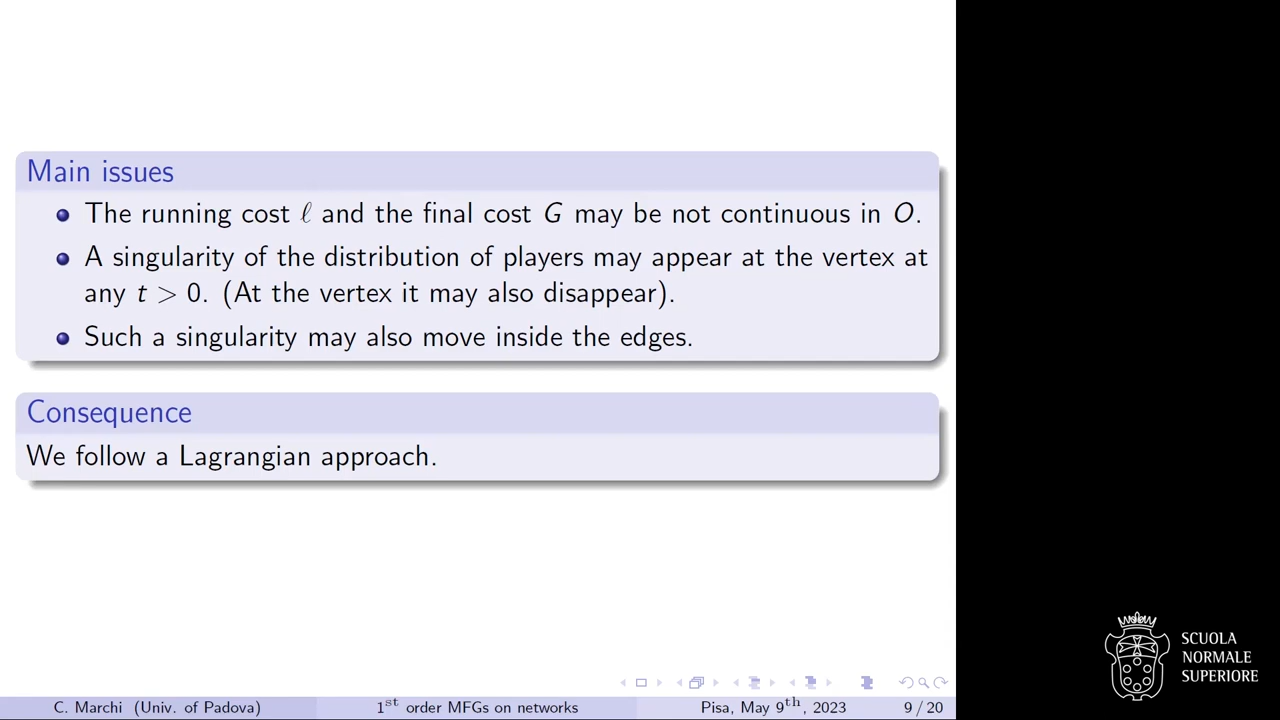 Main issues
The running cost ℓ and the final cost G may be not continuous in O.
A singularity of the distribution of players may appear at the vertex at
any t > 0. (At the vertex it may also disappear).
Such a singularity may also move inside the edges.
Consequence
We follow a Lagrangian approach.
SCUOLA
NORMALE
SUPERIORE
C. Marchi (Univ. of Padova) 1st order MFGs on networks Pisa, May 9th, 2023 9 / 20